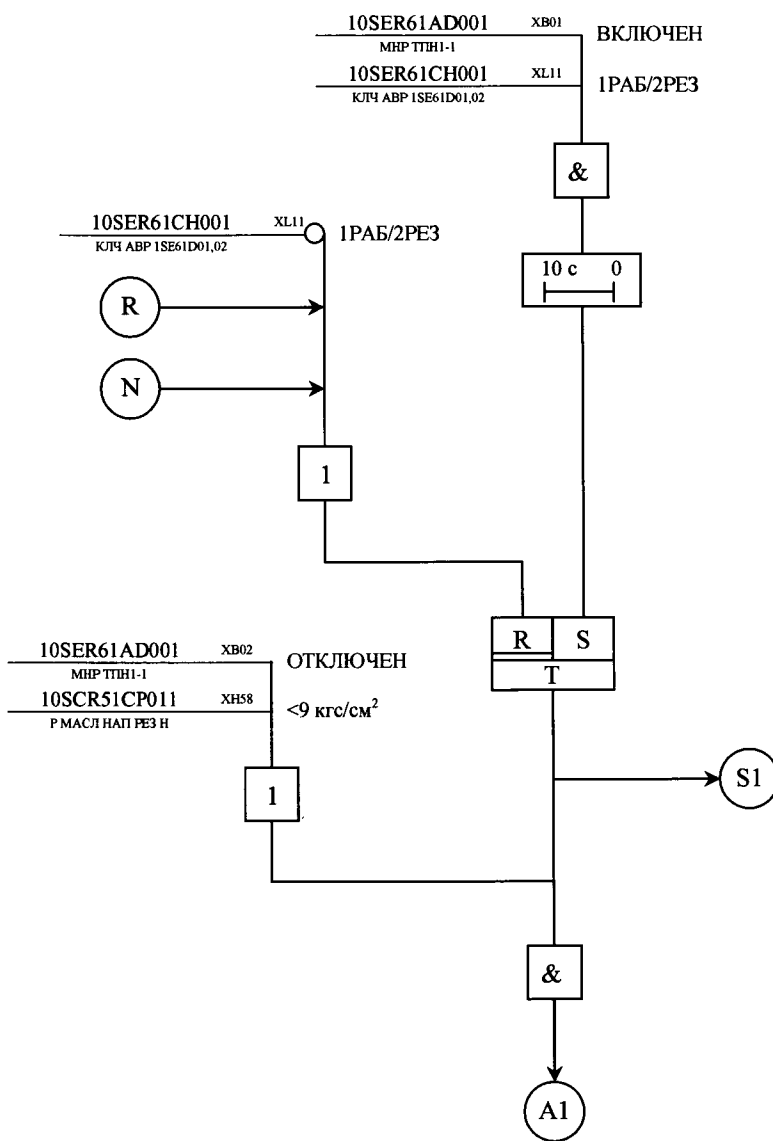 10SER61AD001 XB01 ВКЛЮЧЕН
МНР ТПН1-1
10SER61CH001 XL11 1РАБ/2РЕЗ
КЛЧ АВР 1SE61D01,02
&
10SER61CH001 XL11 1РАБ/2РЕЗ
КЛЧ АВР 1SE61D01,02
10 с 0
R
N
1
R S
T
10SER61AD001 XB02 ОТКЛЮЧЕН
МНР ТПН1-1
10SCR51CP011 XH58 <9 кгс/см²
Р МАСЛ НАП РЕЗ Н
1
S1
&
A1